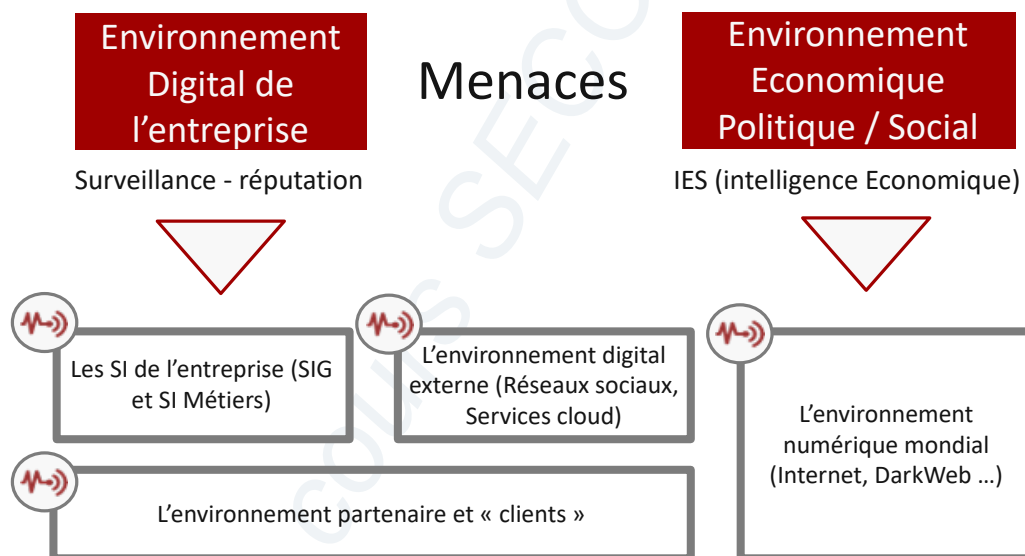 Environnement
Digital de
l’entreprise
Menaces
Environnement
Economique
Politique / Social
Surveillance - réputation
IES (intelligence Economique)
Les SI de l’entreprise (SIG
et SI Métiers)
L’environnement digital
externe (Réseaux sociaux,
Services cloud)
L’environnement
numérique mondial
(Internet, DarkWeb …)
L’environnement partenaire et « clients »
cours SEC